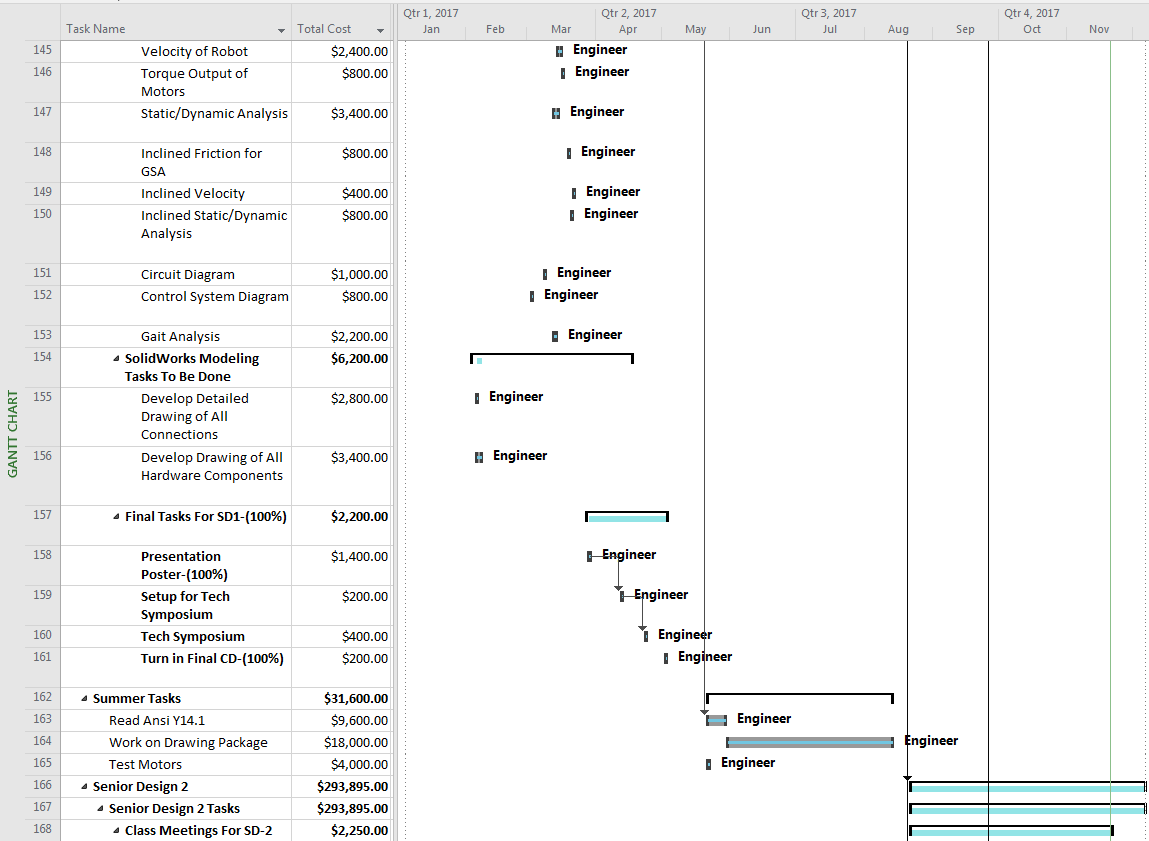 Qtr 1, 2017 Qtr 2, 2017 Qtr 3, 2017 Qtr 4, 2017
Task Name Total Cost Jan Feb Mar Apr May Jun Jul Aug Sep Oct Nov
145 Velocity of Robot $2,400.00 Engineer
146 Torque Output of $800.00 Engineer
Motors
147 Static/Dynamic Analysis $3,400.00 Engineer
148 Inclined Friction for $800.00 Engineer
GSA
149 Inclined Velocity $400.00 Engineer
150 Inclined Static/Dynamic $800.00 Engineer
Analysis
151 Circuit Diagram $1,000.00 Engineer
152 Control System Diagram $800.00 Engineer
153 Gait Analysis $2,200.00 Engineer
154 SolidWorks Modeling $6,200.00
Tasks To Be Done
155 Develop Detailed $2,800.00 Engineer
Drawing of All
Connections
GANTT CHART
156 Develop Drawing of All $3,400.00 Engineer
Hardware Components
157 Final Tasks For SD1-(100%) $2,200.00
158 Presentation $1,400.00 Engineer
Poster-(100%)
159 Setup for Tech $200.00 Engineer
Symposium
160 Tech Symposium $400.00 Engineer
161 Turn in Final CD-(100%) $200.00 Engineer
162 Summer Tasks $31,600.00
163 Read Ansi Y14.1 $9,600.00 Engineer
164 Work on Drawing Package $18,000.00 Engineer
165 Test Motors $4,000.00 Engineer
166 Senior Design 2 $293,895.00
167 Senior Design 2 Tasks $293,895.00
168 Class Meetings For SD-2 $2,250.00